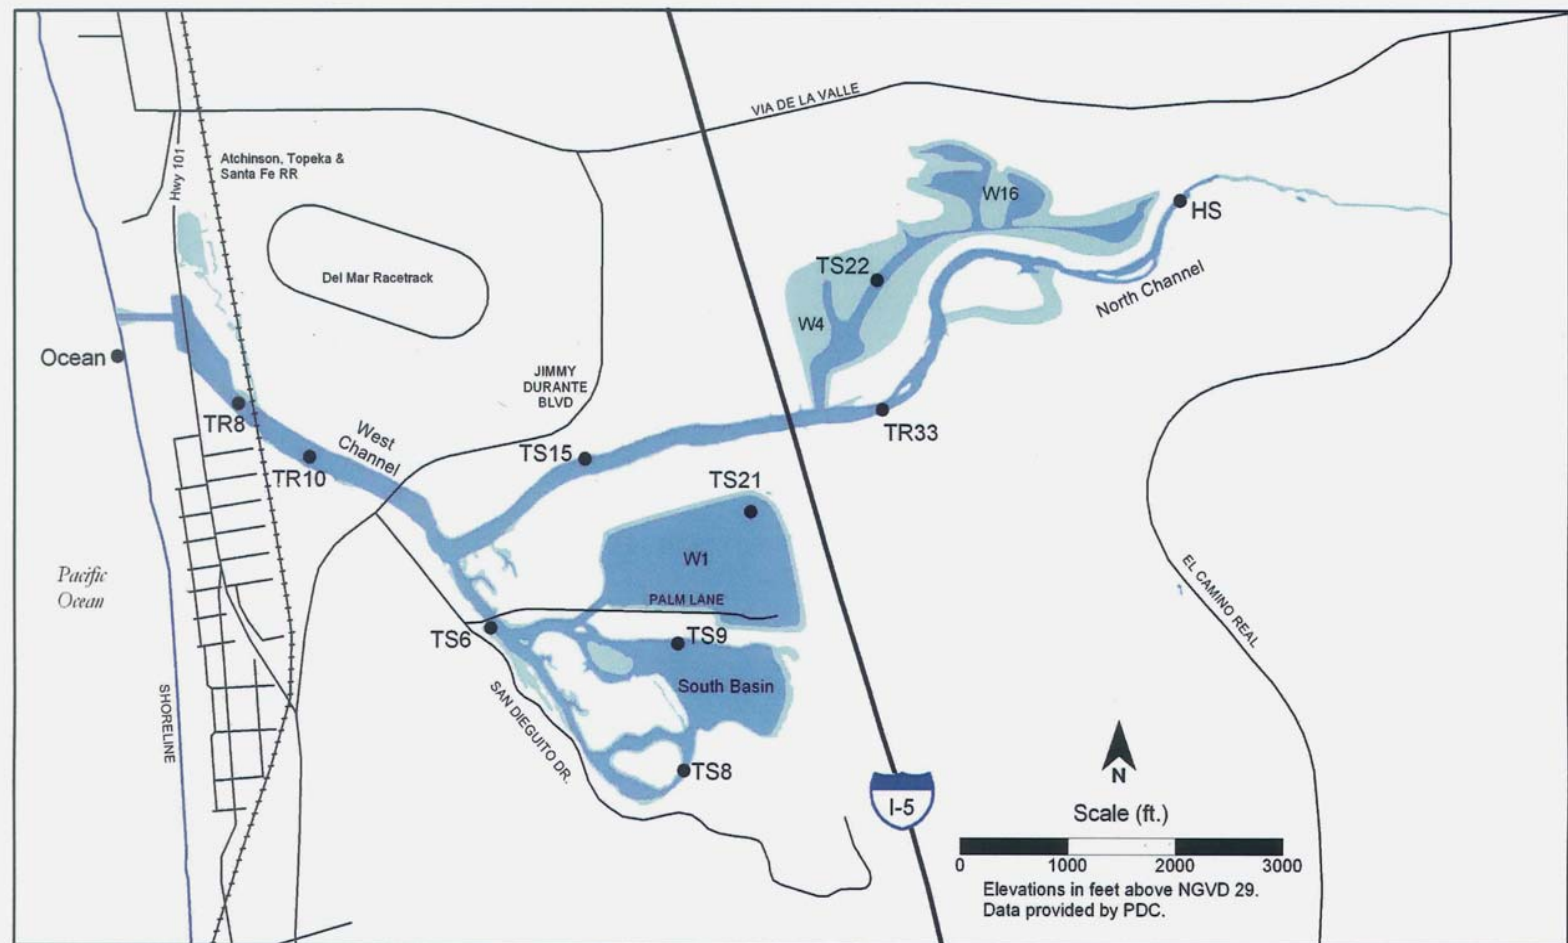 VIA DE LA VALLE
Atchinson, Topeka &
Santa Fe RR
Hwy 101
W16
HS
Del Mar Racetrack
TS22
North Channel
W4
Ocean
JIMMY
DURANTE
BLVD
TR8
West
Channel
TR33
TS15
TR10
TS21
W1
Pacific
Ocean
PALM LANE
EL CAMINO REAL
TS6
TS9
South Basin
SHORELINE
SAN DIEGUITO DR.
TS8
N
I-5
Scale (ft.)
0 1000 2000 3000
Elevations in feet above NGVD 29.
Data provided by PDC.